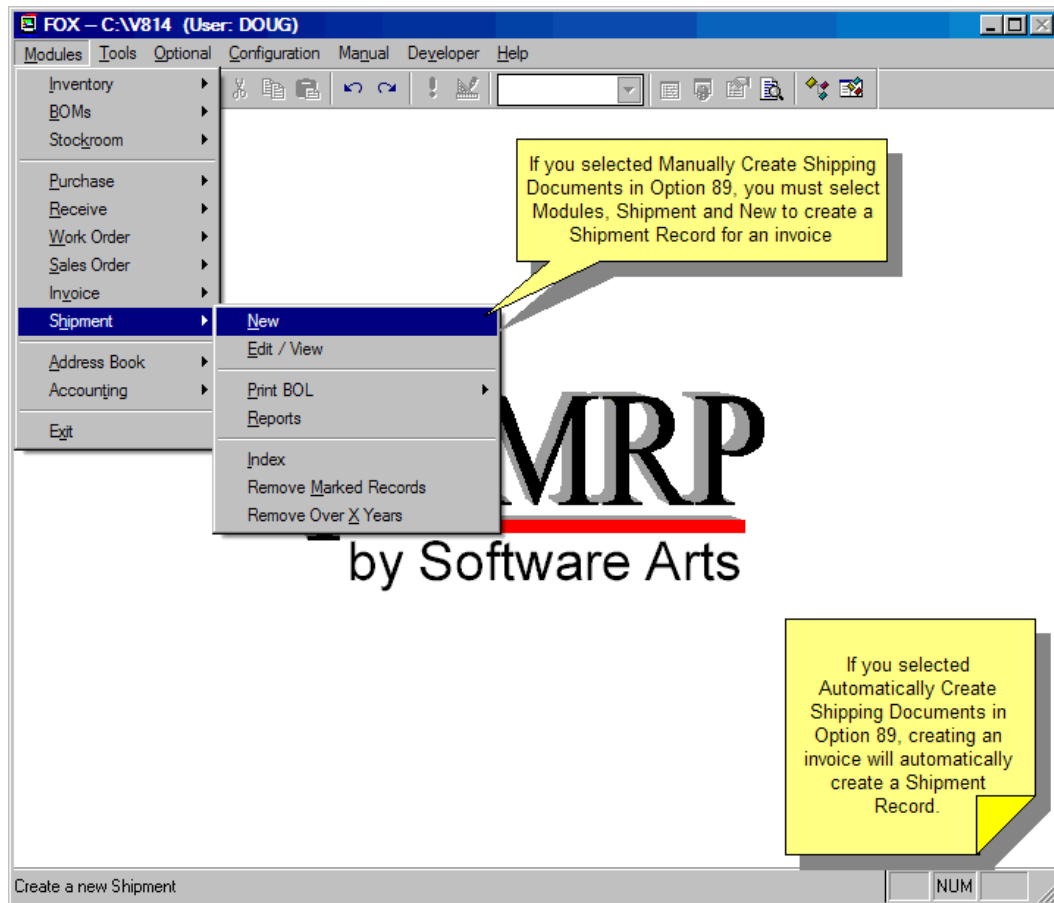 FOX – C:\V814 (User: DOUG)
Modules Tools Optional Configuration Manual Developer Help
Inventory
BOMs
Stockroom
Purchase
Receive
Work Order
Sales Order
Invoice
Shipment
Address Book
Accounting
Exit
New
Edit / View
Print BOL
Reports
Index
Remove Marked Records
Remove Over X Years
If you selected Manually Create Shipping
Documents in Option 89, you must select
Modules, Shipment and New to create a
Shipment Record for an invoice
MRP
by Software Arts
If you selected
Automatically Create
Shipping Documents in
Option 89, creating an
invoice will automatically
create a Shipment
Record.
Create a new Shipment
NUM